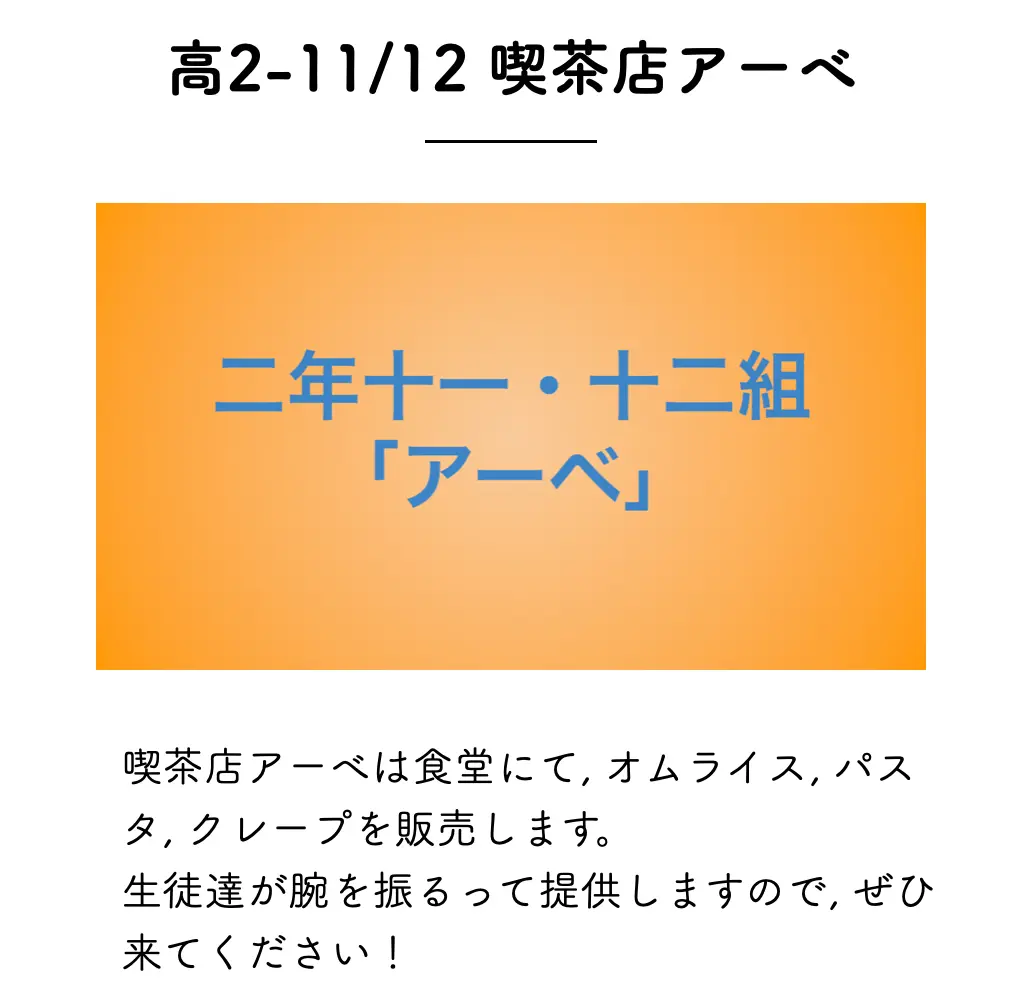 高2-11/12 喫茶店アーベ
二年十一・十二組
「アーベ」
喫茶店アーベは食堂にて, オムライス, パス
タ, クレープを販売します。
生徒達が腕を振るって提供しますので, ぜひ
来てください！